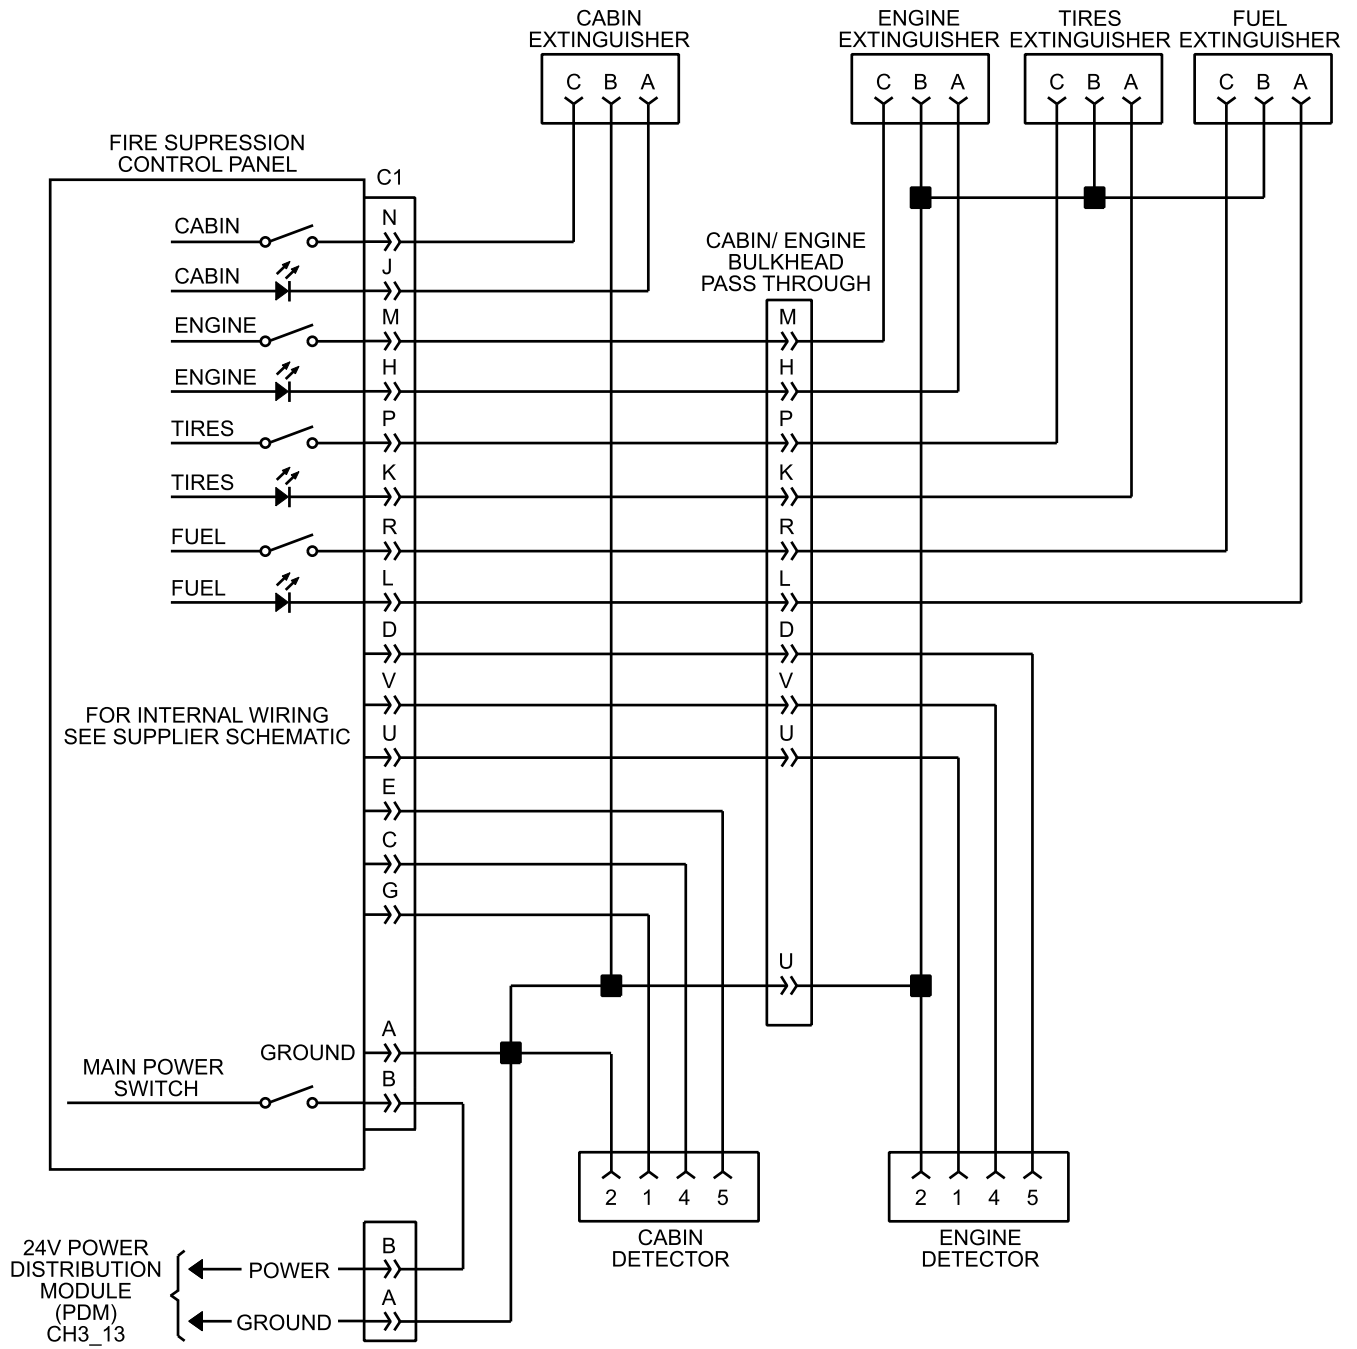 CABIN
EXTINGUISHER
ENGINE
EXTINGUISHER
TIRES
EXTINGUISHER
FUEL
EXTINGUISHER
C B A
C B A
C B A
C B A
FIRE SUPRESSION
CONTROL PANEL
C1
CABIN
N
CABIN
J
ENGINE
M
ENGINE
H
TIRES
P
TIRES
K
FUEL
R
FUEL
L
D
V
U
E
C
G
FOR INTERNAL WIRING
SEE SUPPLIER SCHEMATIC
CABIN/ ENGINE
BULKHEAD
PASS THROUGH
M
H
P
K
R
L
D
V
U
U
GROUND
A
MAIN POWER
SWITCH
B
2 1 4 5
CABIN
DETECTOR
2 1 4 5
ENGINE
DETECTOR
24V POWER
DISTRIBUTION
MODULE
(PDM)
CH3_13
POWER
B
GROUND
A